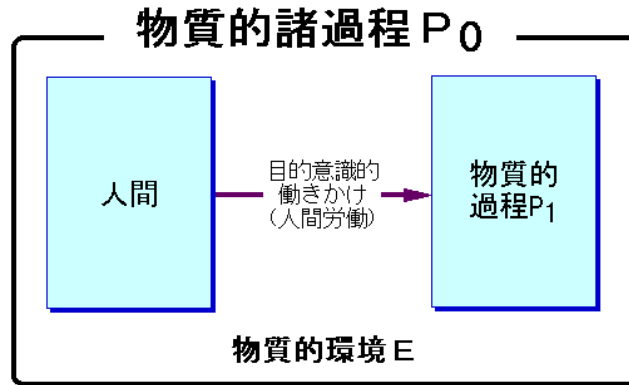 物質的諸過程P0
人間
目的意識的
働きかけ
(人間労働)
物質的
過程P1
物質的環境E